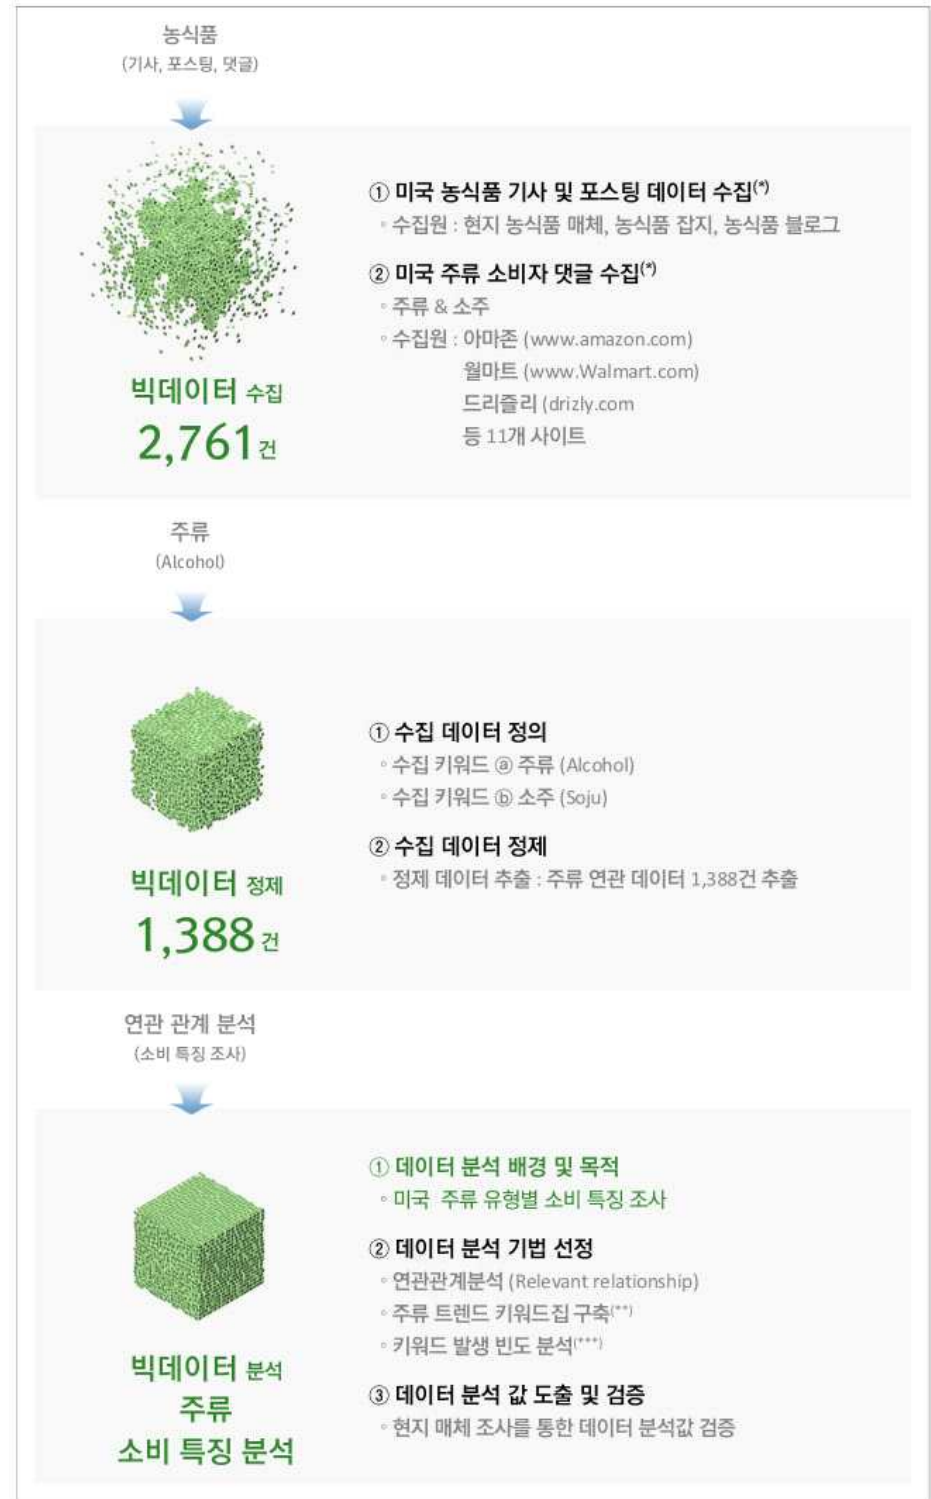 농식품
(기사, 포스팅, 댓글)
빅데이터 수집
2,761건
① 미국 농식품 기사 및 포스팅 데이터 수집(*)
◦ 수집원 : 현지 농식품 매체, 농식품 잡지, 농식품 블로그
② 미국 주류 소비자 댓글 수집(*)
◦ 주류 & 소주
◦ 수집원 : 아마존 (www.amazon.com)
월마트 (www.Walmart.com)
드리즐리 (drizly.com
등 11개 사이트
주류
(Alcohol)
빅데이터 정제
1,388건
① 수집 데이터 정의
◦ 수집 키워드 ⓐ 주류 (Alcohol)
◦ 수집 키워드 ⓑ 소주 (Soju)
② 수집 데이터 정제
◦ 정제 데이터 추출 : 주류 연관 데이터 1,388건 추출
연관 관계 분석
(소비 특징 조사)
빅데이터 분석
주류
소비 특징 분석
① 데이터 분석 배경 및 목적
◦ 미국 주류 유형별 소비 특징 조사
② 데이터 분석 기법 선정
◦ 연관관계분석 (Relevant relationship)
◦ 주류 트렌드 키워드집 구축(**)
◦ 키워드 발생 빈도 분석(***)
③ 데이터 분석 값 도출 및 검증
◦ 현지 매체 조사를 통한 데이터 분석값 검증